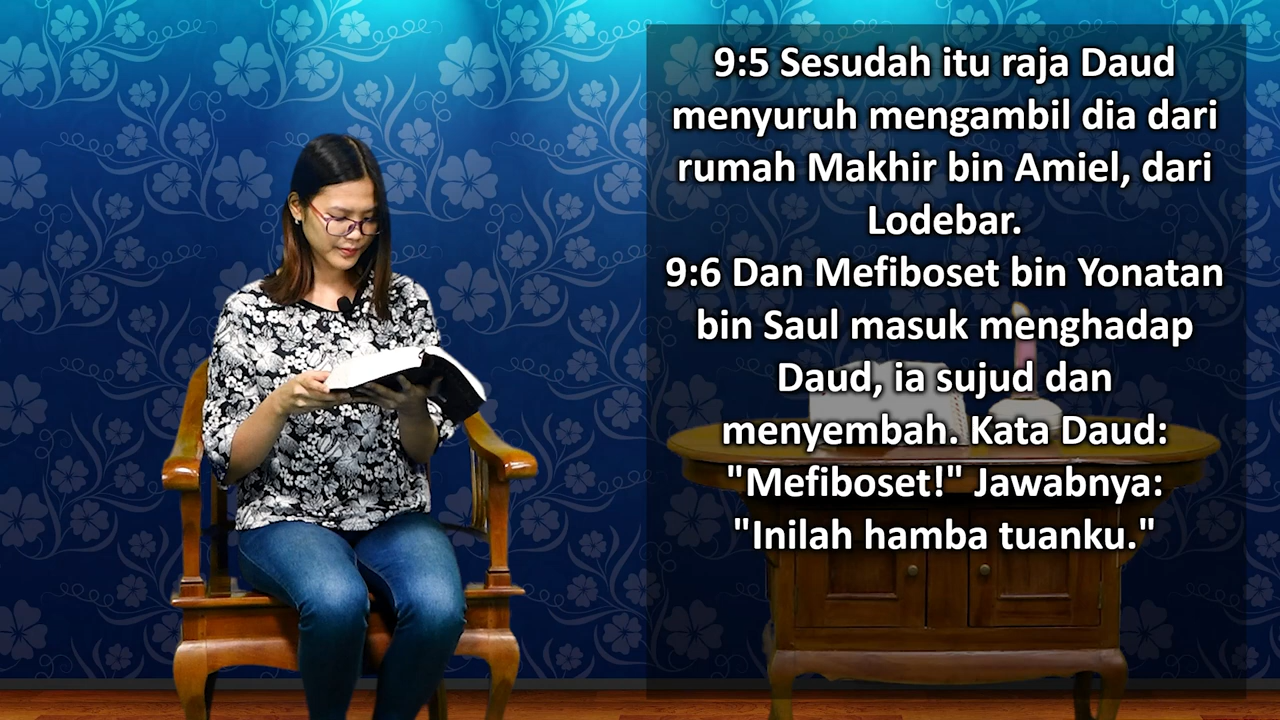 9:5 Sesudah itu raja Daud
menyuruh mengambil dia dari
rumah Makhir bin Amiel, dari
Lodebar.
9:6 Dan Mefiboset bin Yonatan
bin Saul masuk menghadap
Daud, ia sujud dan
menyembah. Kata Daud:
"Mefiboset!" Jawabnya:
"Inilah hamba tuanku."